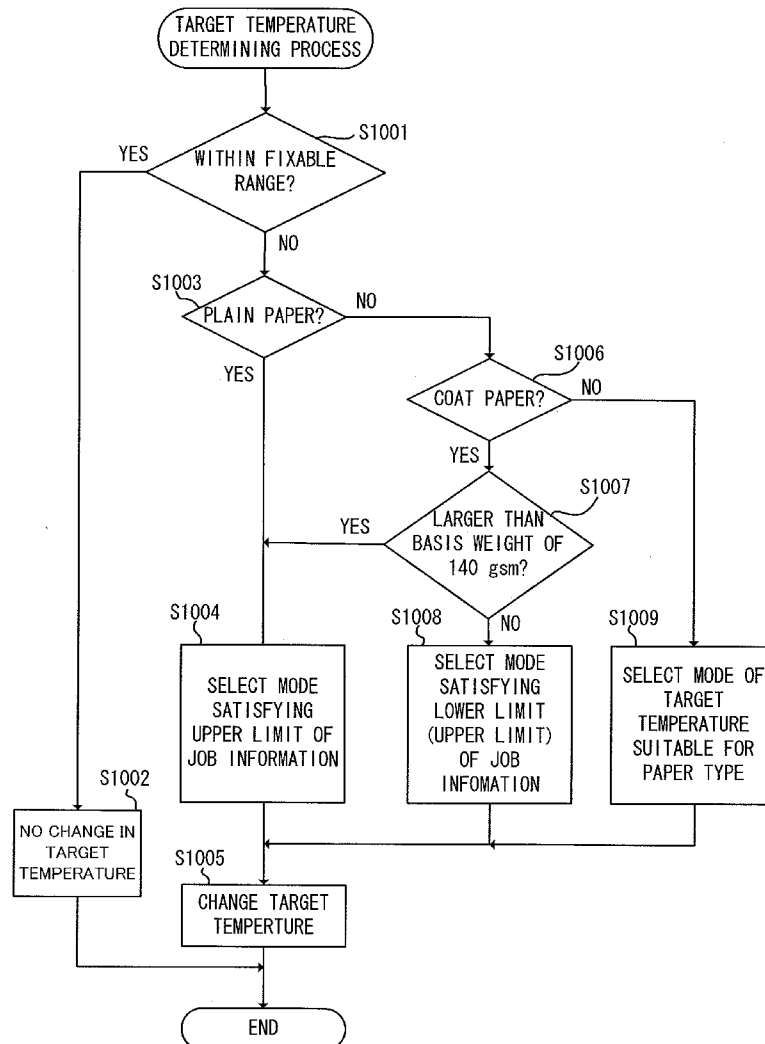 TARGET TEMPERATURE
DETERMINING PROCESS
S1001
YES
WITHIN FIXABLE
RANGE?
NO
S1003
PLAIN PAPER?
NO
YES
S1006
COAT PAPER?
NO
YES
S1007
YES
LARGER THAN
BASIS WEIGHT OF
140 gsm?
NO
S1004
SELECT MODE
SATISFYING
UPPER LIMIT OF
JOB INFORMATION
S1008
SELECT MODE
SATISFYING
LOWER LIMIT
(UPPER LIMIT)
OF JOB
INFOMATION
S1009
SELECT MODE OF
TARGET
TEMPERATURE
SUITABLE FOR
PAPER TYPE
S1002
NO CHANGE IN
TARGET
TEMPERATURE
S1005
CHANGE TARGET
TEMPERTURE
END